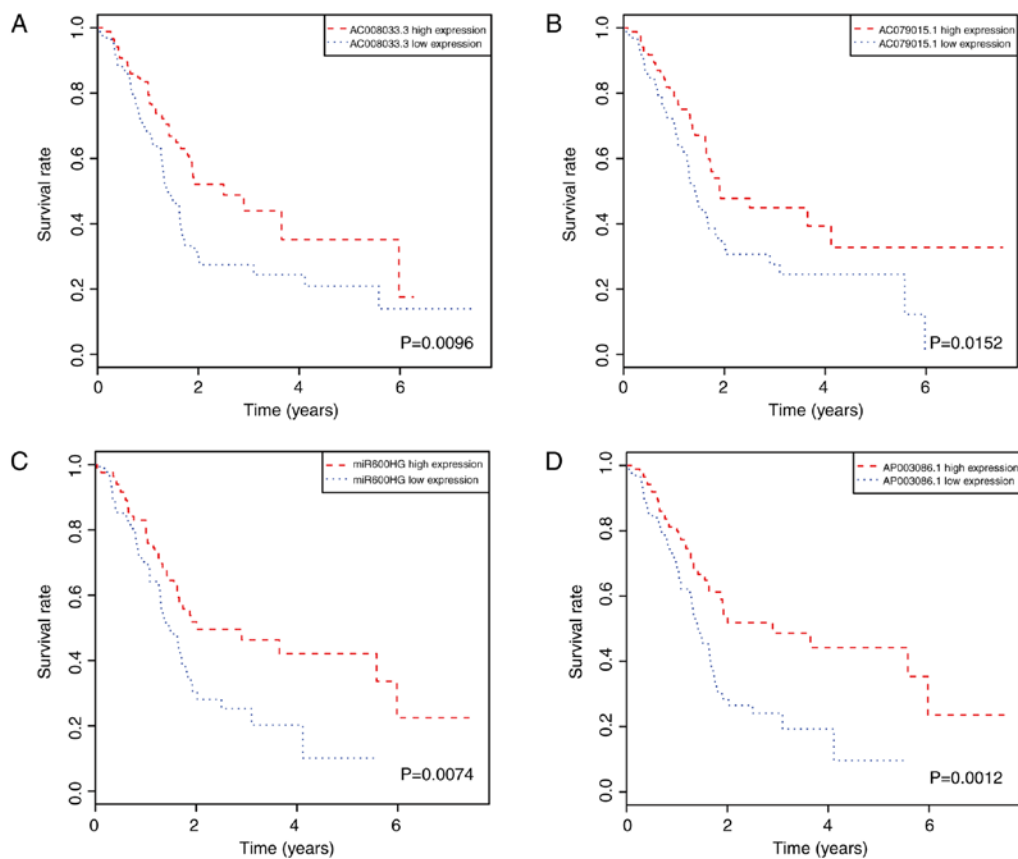 A
AC008033.3 high expression
AC008033.3 low expression
Survival rate
1.0
0.8
0.6
0.4
0.2
0.0
P=0.0096
0 2 4 6
Time (years)
B
AC079015.1 high expression
AC079015.1 low expression
Survival rate
1.0
0.8
0.6
0.4
0.2
0.0
P=0.0152
0 2 4 6
Time (years)
C
miR600HG high expression
miR600HG low expression
Survival rate
1.0
0.8
0.6
0.4
0.2
0.0
P=0.0074
0 2 4 6
Time (years)
D
AP003086.1 high expression
AP003086.1 low expression
Survival rate
1.0
0.8
0.6
0.4
0.2
0.0
P=0.0012
0 2 4 6
Time (years)